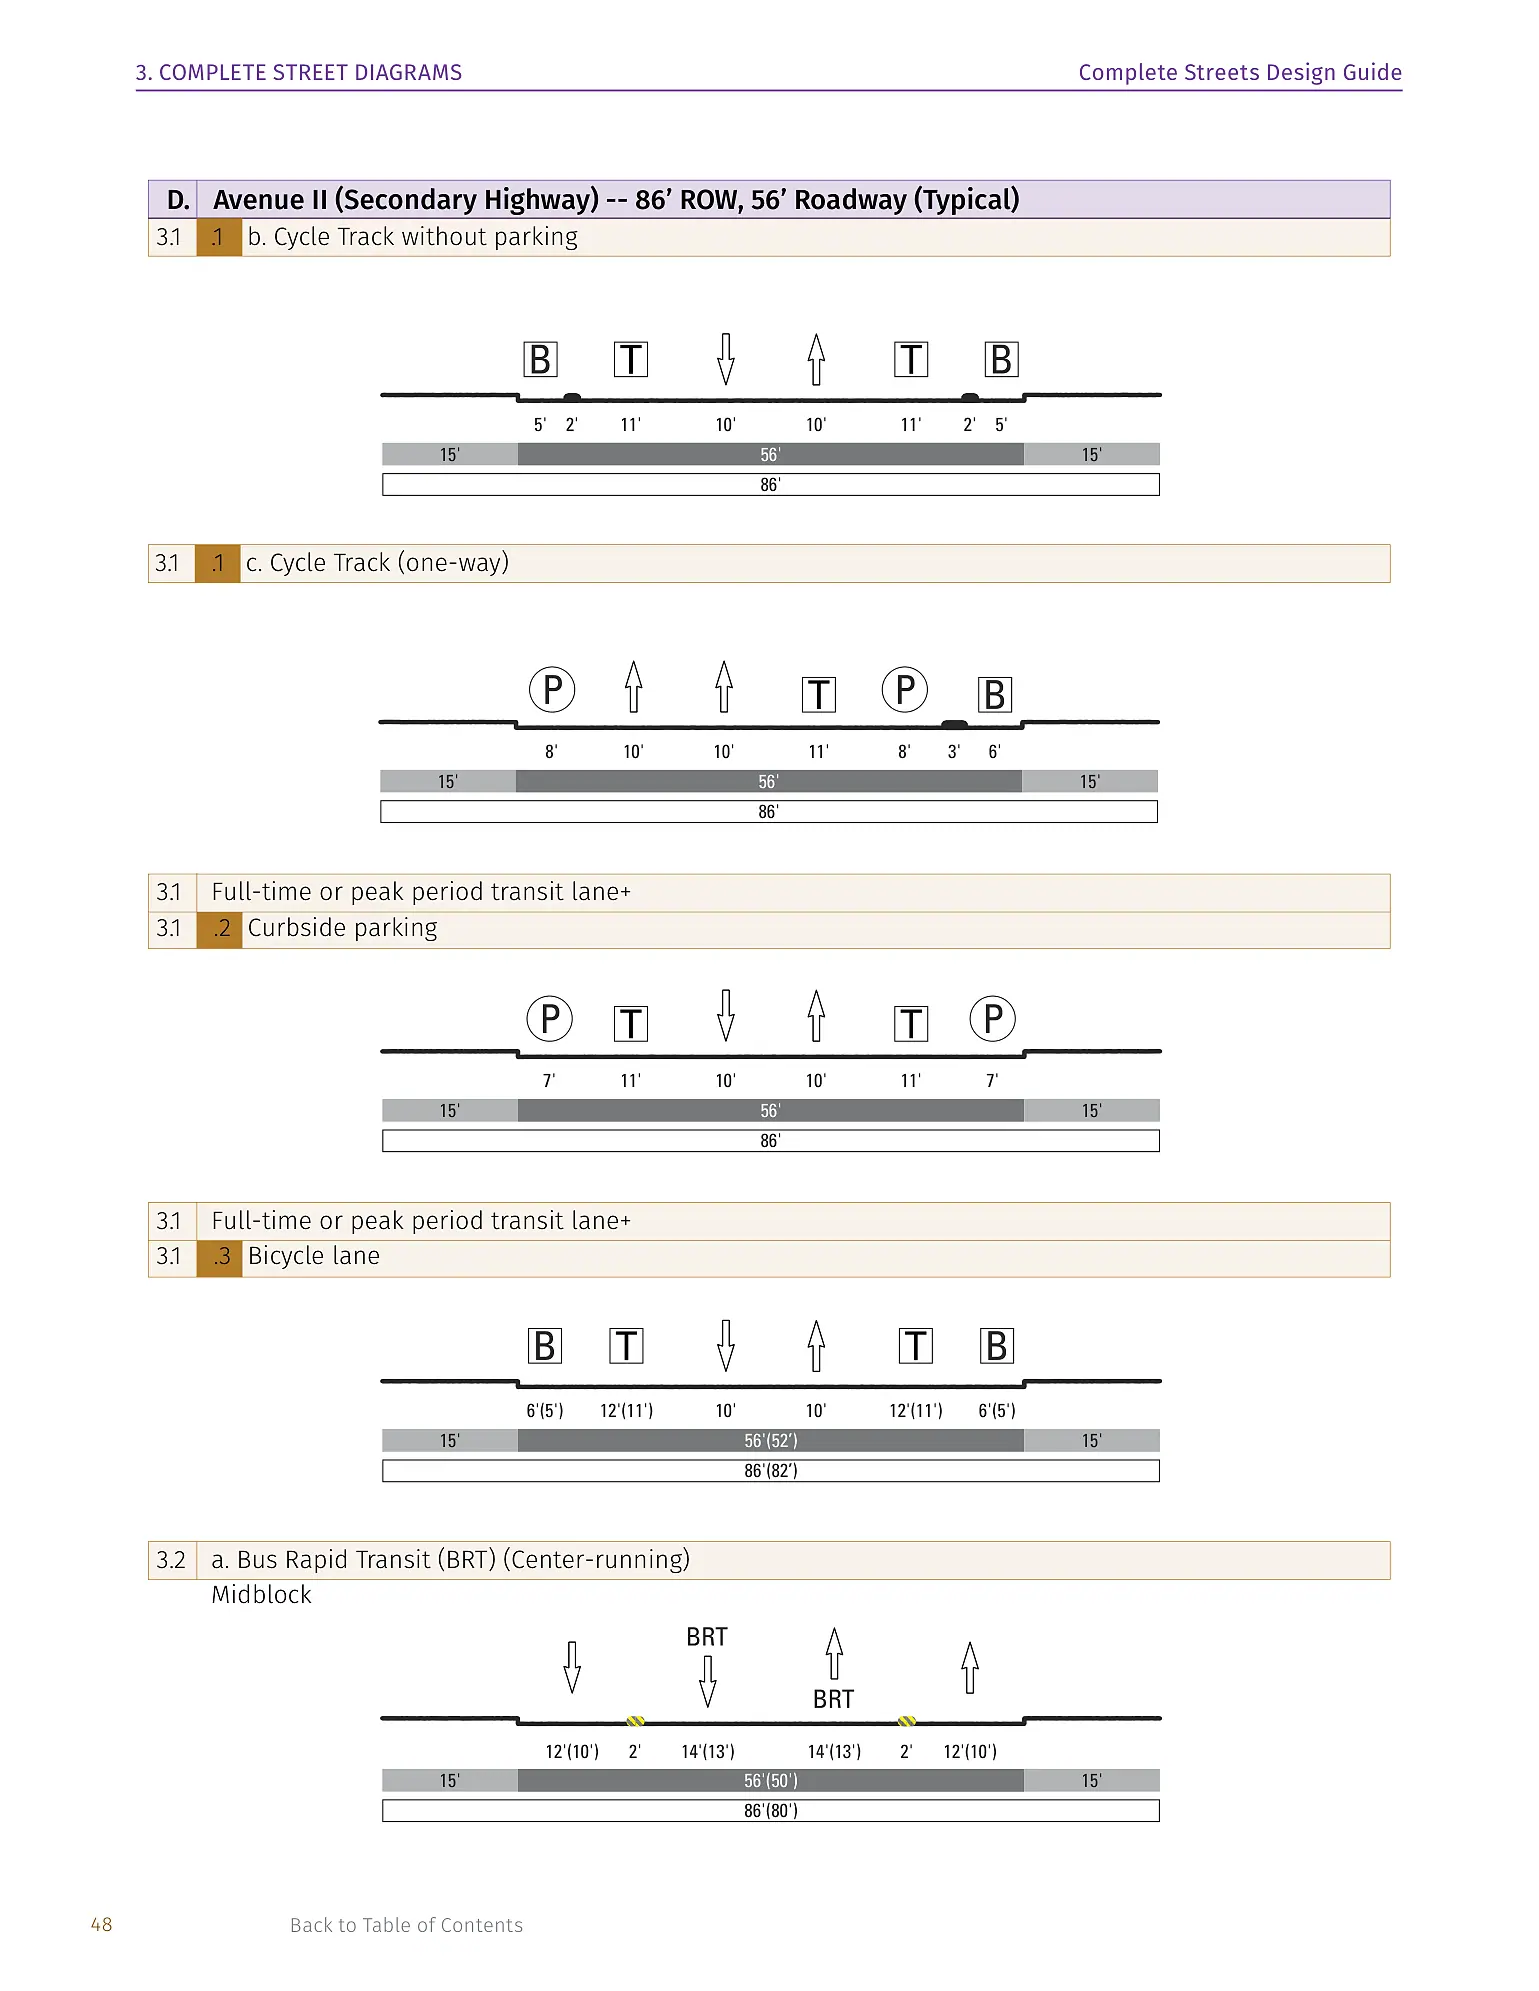 3. COMPLETE STREET DIAGRAMS Complete Streets Design Guide
D. Avenue II (Secondary Highway) -- 86’ ROW, 56’ Roadway (Typical)
3.1 .1 b. Cycle Track without parking
B T T B
5' 2' 11' 10' 10' 11' 2' 5'
15' 56' 15'
86'
3.1 .1 c. Cycle Track (one-way)
P T P B
8' 10' 10' 11' 8' 3' 6'
15' 56' 15'
86'
3.1 Full-time or peak period transit lane+
3.1 .2 Curbside parking
P T T P
7' 11' 10' 10' 11' 7'
15' 56' 15'
86'
3.1 Full-time or peak period transit lane+
3.1 .3 Bicycle lane
B T T B
6'(5') 12'(11') 10' 10' 12'(11') 6'(5')
15' 56'(52’) 15'
86'(82’)
3.2 a. Bus Rapid Transit (BRT) (Center-running)
Midblock
BRT
BRT
12'(10') 2' 14'(13') 14'(13') 2' 12'(10')
15' 56'(50') 15'
86'(80')
48 Back to Table of Contents